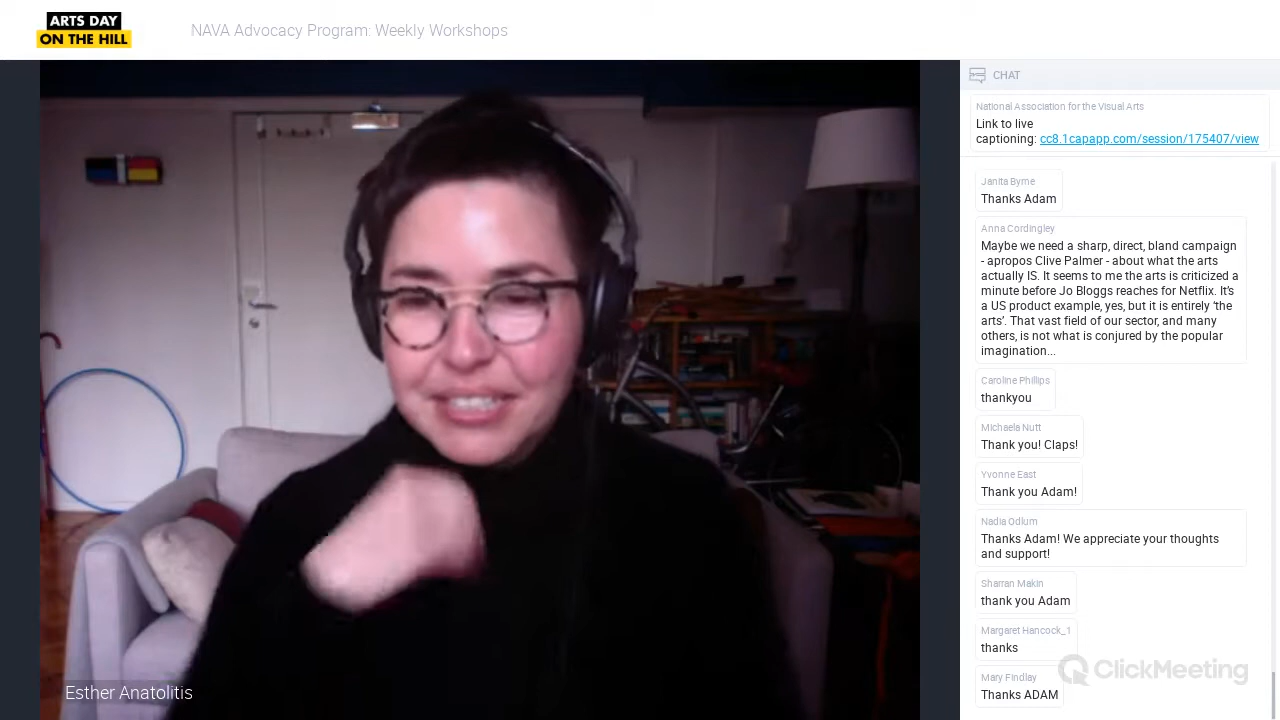 ARTS DAY
ON THE HILL
NAVA Advocacy Program: Weekly Workshops
CHAT
National Association for the Visual Arts
Link to live
captioning: cc8.1capapp.com/session/175407/view
Janita Byrne
Thanks Adam
Anna Cordingley
Maybe we need a sharp, direct, bland campaign
- apropos Clive Palmer - about what the arts
actually IS. It seems to me the arts is criticized a
minute before Jo Bloggs reaches for Netflix. It's
a US product example, yes, but it is entirely 'the
arts'. That vast field of our sector, and many
others, is not what is conjured by the popular
imagination...
Caroline Phillips
thankyou
Michaela Nutt
Thank you! Claps!
Yvonne East
Thank you Adam!
Nadia Odlum
Thanks Adam! We appreciate your thoughts
and support!
Sharran Makin
thank you Adam
Margaret Hancock_1
thanks
Mary Findlay
Thanks ADAM
ClickMeeting
Esther Anatolitis